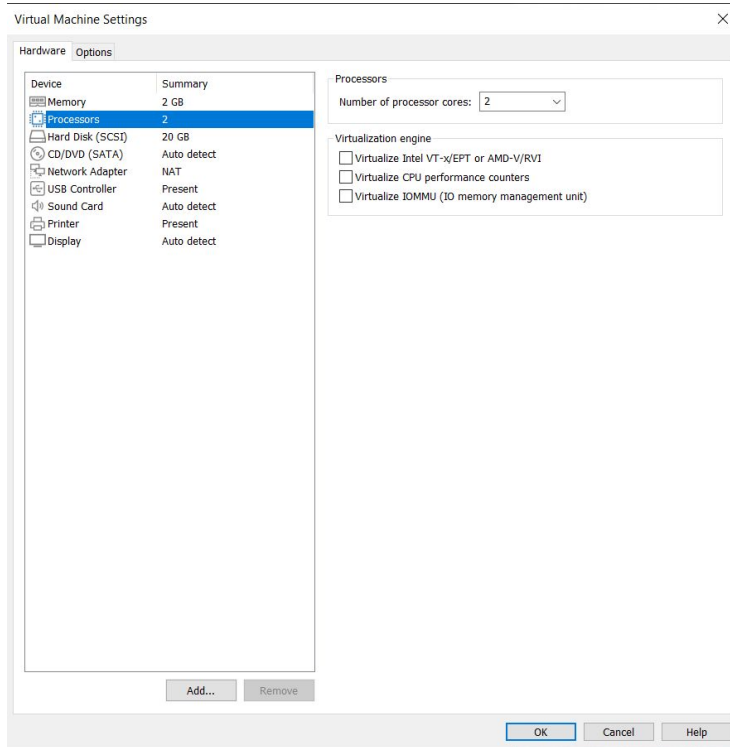 Virtual Machine Settings
Hardware Options
Device Summary
Memory 2 GB
Processors 2
Hard Disk (SCSI) 20 GB
CD/DVD (SATA) Auto detect
Network Adapter NAT
USB Controller Present
Sound Card Auto detect
Printer Present
Display Auto detect
Add... Remove
Processors
Number of processor cores: 2
Virtualization engine
Virtualize Intel VT-x/EPT or AMD-V/RVI
Virtualize CPU performance counters
Virtualize IOMMU (IO memory management unit)
OK Cancel Help